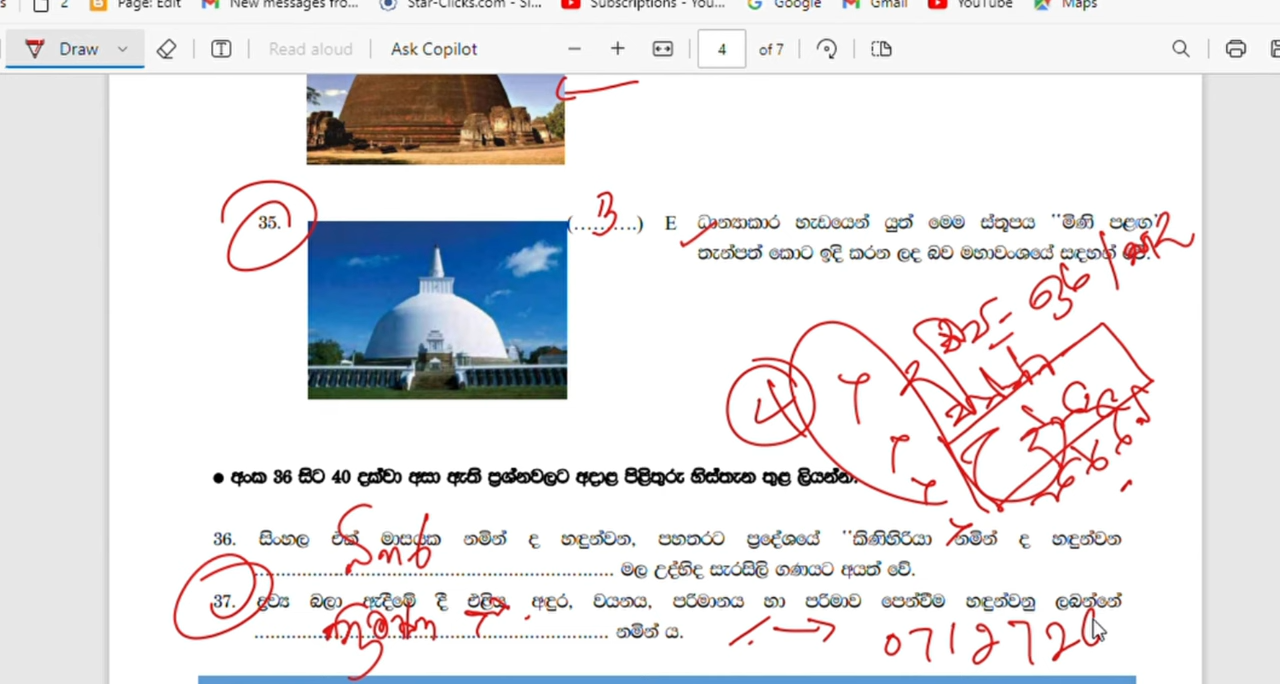 2 Page: Edit New messages fro... Star-Clicks.com - Si... Subscriptions - You... Google Gmail YouTube Maps
Draw Read aloud Ask Copilot 4 of 7
35. (....B....) E ධාන්‍යාකාර හැඩයෙන් යුත් මෙම ස්තූපය "මිණි පළඟ"
තැන්පත් කොට ඉදි කරන ලද බව මහාවංශයේ සඳහන් වේ.
4
● අංක 36 සිට 40 දක්වා අසා ඇති ප්‍රශ්නවලට අදාළ පිළිතුරු හිස්තැන තුළ ලියන්න.
36. සිංහල එක් මාසයක නමින් ද හඳුන්වන, පහතරට ප්‍රදේශයේ "කිණිහිරියා" නමින් ද හඳුන්වන
............ මල උද්භිද සැරසිලි ගණයට අයත් වේ.
37. ද්‍රව්‍ය බලා ඇඳීමේ දී එළිය, අඳුර, වයනය, පරිමානය හා පරිමාව පෙන්වීම හඳුන්වනු ලබන්නේ
............ නමින් ය.
0712720